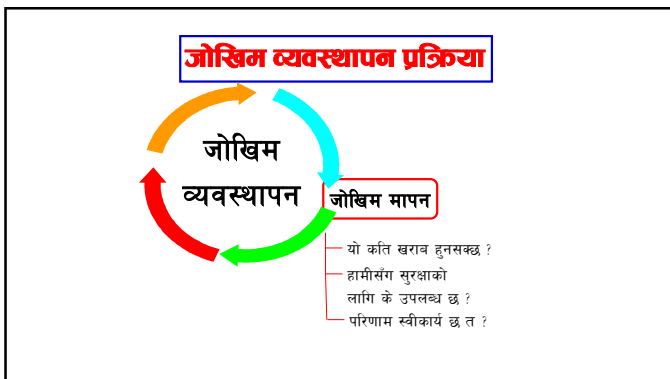 जोखिम व्यवस्थापन प्रक्रिया
जोखिम
व्यवस्थापन
जोखिम मापन
यो कति खराब हुनसक्छ ?
हामीसँग सुरक्षाको
लागि के उपलब्ध छ ?
परिणाम स्वीकार्य छ त ?